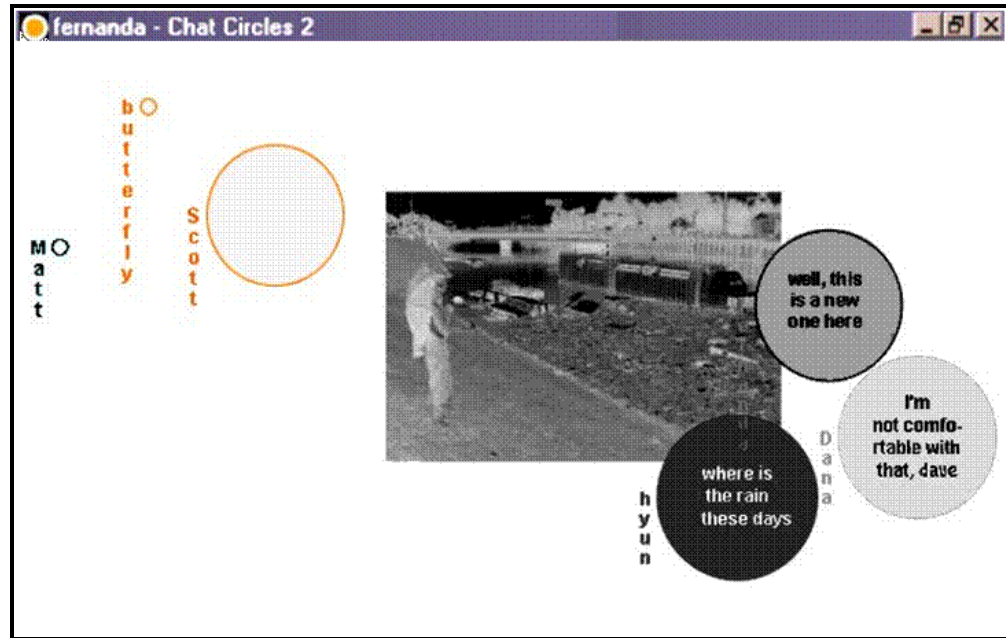 fernanda - Chat Circles 2
butterfly
Scott
Matt
well, this
is a new
one here
I'm
not comfo-
rtable with
that, dave
Dana
where is
the rain
these days
hyun